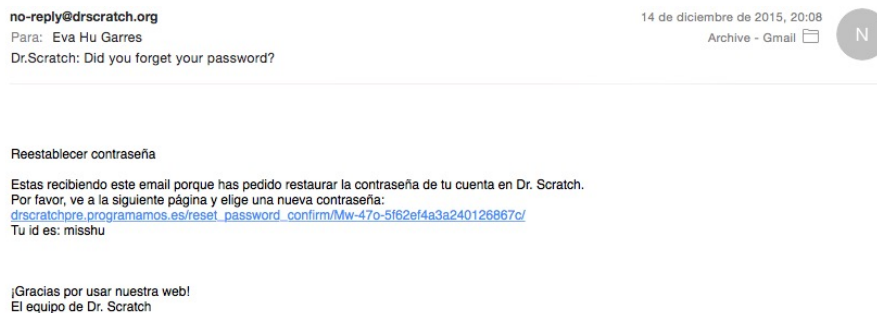 no-reply@drscratch.org
14 de diciembre de 2015, 20:08
Para: Eva Hu Garres
Archive - Gmail
N
Dr.Scratch: Did you forget your password?
Reestablecer contraseña
Estas recibiendo este email porque has pedido restaurar la contraseña de tu cuenta en Dr. Scratch.
Por favor, ve a la siguiente página y elige una nueva contraseña:
drscratchpre.programamos.es/reset_password_confirm/Mw-47o-5f62ef4a3a240126867c/
Tu id es: misshu
¡Gracias por usar nuestra web!
El equipo de Dr. Scratch